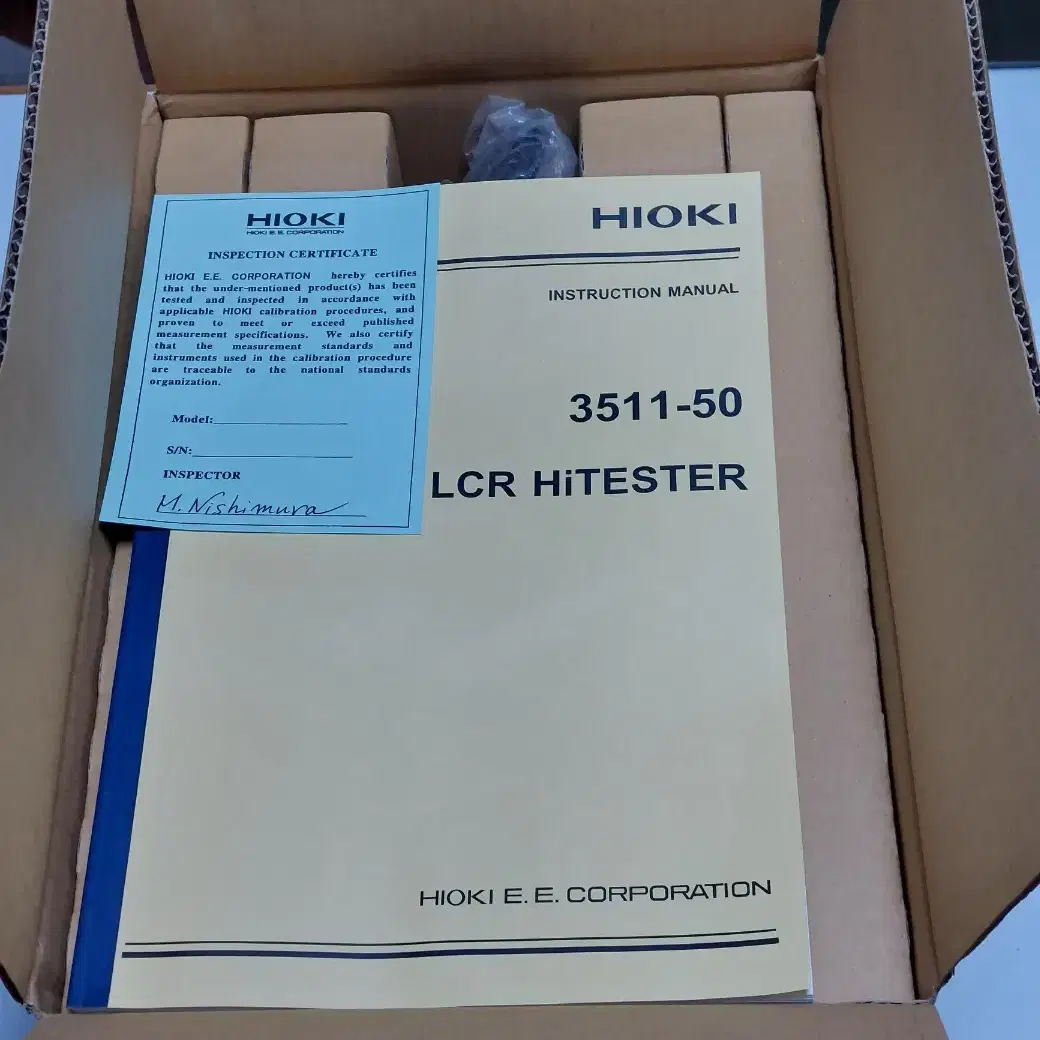 HIOKI
HIOKI E. E. CORPORATION
INSPECTION CERTIFICATE
HIOKI E.E. CORPORATION hereby certifies
that the under-mentioned product(s) has been
tested and inspected in accordance with
applicable HIOKI calibration procedures, and
proven to meet or exceed published
measurement specifications. We also certify
that the measurement standards and
instruments used in the calibration procedure
are traceable to the national standards
organization.
Model:
S/N:
INSPECTOR
M. Nishimura
HIOKI
INSTRUCTION MANUAL
3511-50
LCR HiTESTER
HIOKI E. E. CORPORATION